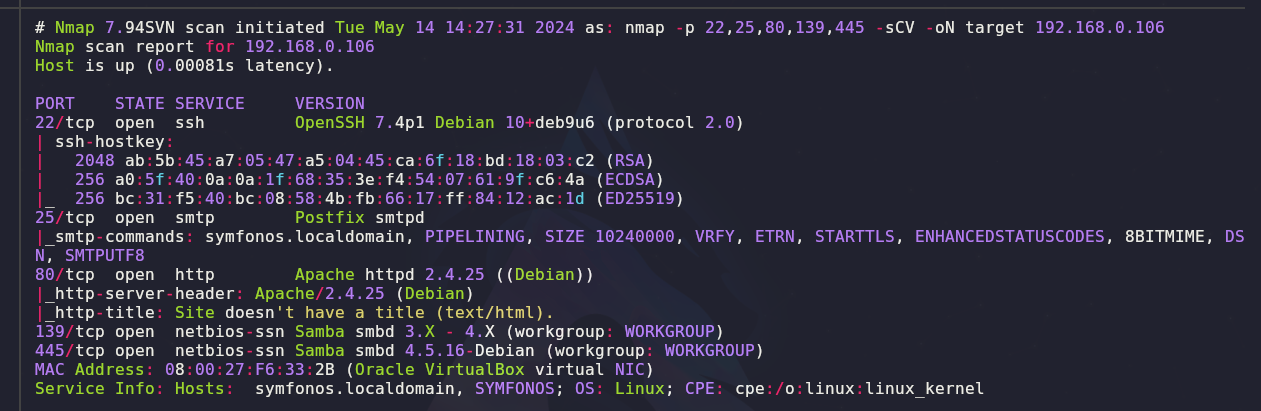 # Nmap 7.94SVN scan initiated Tue May 14 14:27:31 2024 as: nmap -p 22,25,80,139,445 -sCV -oN target 192.168.0.106
Nmap scan report for 192.168.0.106
Host is up (0.00081s latency).
PORT    STATE SERVICE     VERSION
22/tcp  open  ssh         OpenSSH 7.4p1 Debian 10+deb9u6 (protocol 2.0)
| ssh-hostkey:
|   2048 ab:5b:45:a7:05:47:a5:04:45:ca:6f:18:bd:18:03:c2 (RSA)
|   256 a0:5f:40:0a:0a:1f:68:35:3e:f4:54:07:61:9f:c6:4a (ECDSA)
|_  256 bc:31:f5:40:bc:08:58:4b:fb:66:17:ff:84:12:ac:1d (ED25519)
25/tcp  open  smtp        Postfix smtpd
|_smtp-commands: symfonos.localdomain, PIPELINING, SIZE 10240000, VRFY, ETRN, STARTTLS, ENHANCEDSTATUSCODES, 8BITMIME, DS
N, SMTPUTF8
80/tcp  open  http        Apache httpd 2.4.25 ((Debian))
|_http-server-header: Apache/2.4.25 (Debian)
|_http-title: Site doesn't have a title (text/html).
139/tcp open  netbios-ssn Samba smbd 3.X - 4.X (workgroup: WORKGROUP)
445/tcp open  netbios-ssn Samba smbd 4.5.16-Debian (workgroup: WORKGROUP)
MAC Address: 08:00:27:F6:33:2B (Oracle VirtualBox virtual NIC)
Service Info: Hosts:  symfonos.localdomain, SYMFONOS; OS: Linux; CPE: cpe:/o:linux:linux_kernel